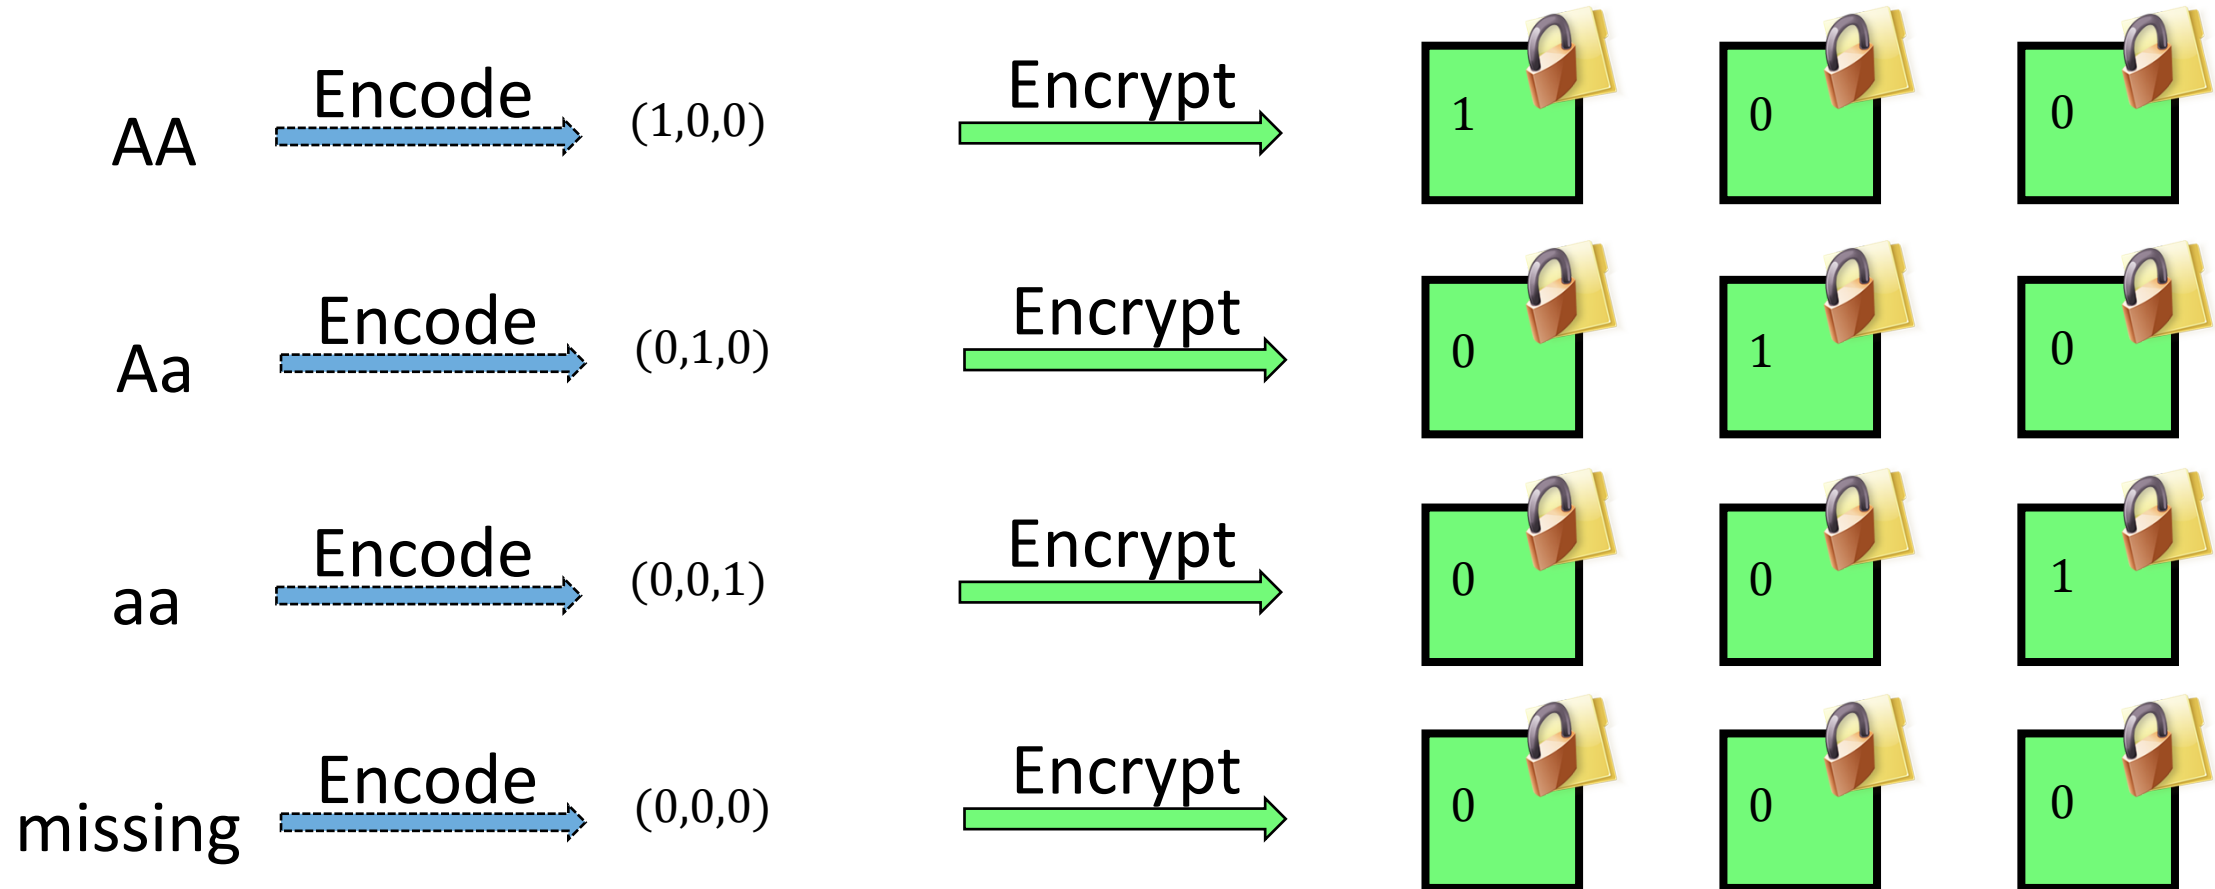 AA Encode (1,0,0) Encrypt 1 0 0
Aa Encode (0,1,0) Encrypt 0 1 0
aa Encode (0,0,1) Encrypt 0 0 1
missing Encode (0,0,0) Encrypt 0 0 0